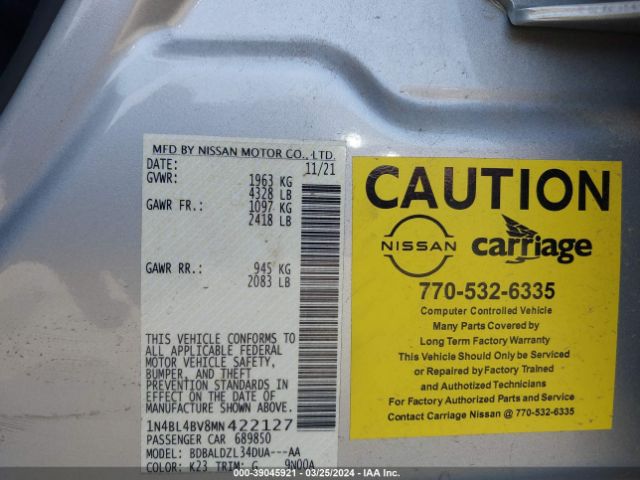 MFD BY NISSAN MOTOR CO., LTD.
DATE: 11/21
GVWR: 1963 KG
4328 LB
GAWR FR.: 1097 KG
2418 LB
GAWR RR.: 945 KG
2083 LB
THIS VEHICLE CONFORMS TO
ALL APPLICABLE FEDERAL
MOTOR VEHICLE SAFETY,
BUMPER, AND THEFT
PREVENTION STANDARDS IN
EFFECT ON THE DATE OF
MANUFACTURE SHOWN ABOVE.
1N4BL4BV8MN422127
PASSENGER CAR 689850
MODEL: BDBALDZL34DUA---AA
COLOR: K23 TRIM: G 9N00A
CAUTION
NISSAN carriage
770-532-6335
Computer Controlled Vehicle
Many Parts Covered by
Long Term Factory Warranty
This Vehicle Should Only be Serviced
or Repaired by Factory Trained
and Authotized Technicians
For Factory Authorized Parts and Service
Contact Carriage Nissan @ 770-532-6335
Stock No: 39045921 | 03/25/2024 | IAA Inc.